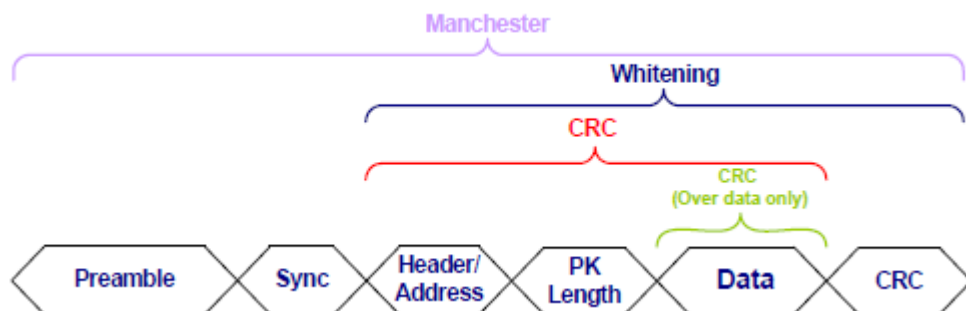 Manchester
Whitening
CRC
CRC
(Over data only)
Preamble
Sync
Header/
Address
PK
Length
Data
CRC